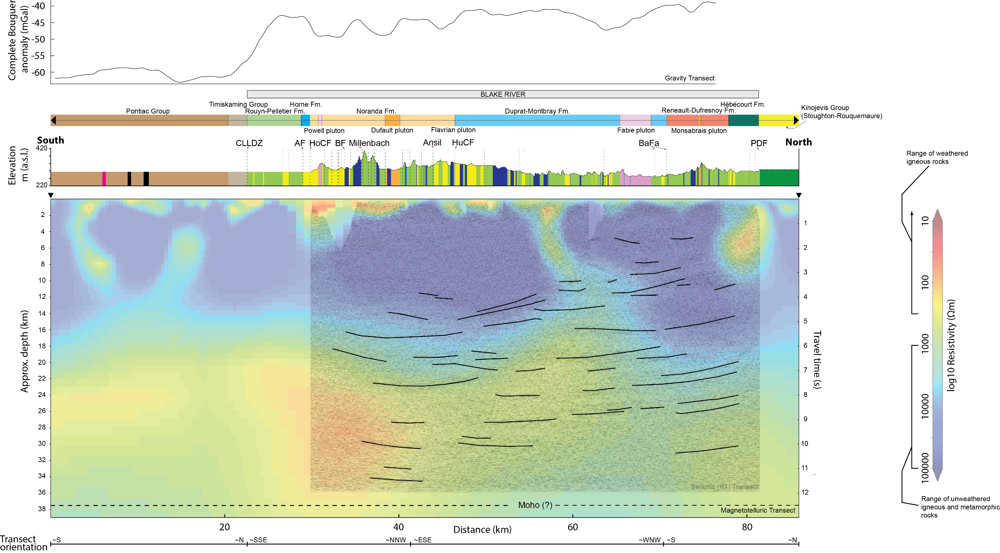 Complete Bouguer
anomaly (mGal)
-40
-45
-50
-55
-60
Gravity Transect
BLAKE RIVER
Timiskaming Group
Horne Fm.
Hébécourt Fm.
Pontiac Group
Rouyn-Pelletier Fm.
Noranda Fm.
Duprat-Montbray Fm.
Reneault-Dufresnoy Fm.
Kinojevis Group
(Stoughton-Rouquemaure)
Powell pluton
Dufault pluton
Flavrian pluton
Fabie pluton
Monsabrais pluton
South
CLLDZ
AF
HoCF
BF
Millenbach
Ansil
HuCF
BaFa
PDF
North
Elevation
m (a.s.l.)
420
220
Approx. depth (km)
2
4
6
8
10
12
14
16
18
20
22
24
26
28
30
32
34
36
38
1
2
3
4
5
6
7
8
9
10
11
12
Travel time (s)
Seismic (R1) Transect
Moho (?)
Magnetotelluric Transect
20
40
Distance (km)
60
80
Transect
orientation
~S
~N
~SSE
~NNW
~ESE
~WNW
~S
~N
Range of weathered
igneous rocks
10
100
1000
10000
100000
log10 Resistivity (Ωm)
Range of unweathered
igneous and metamorphic
rocks